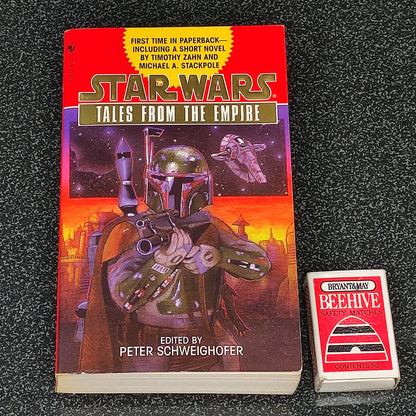 FIRST TIME IN PAPERBACK—
INCLUDING A SHORT NOVEL
BY TIMOTHY ZAHN AND
MICHAEL A. STACKPOLE
STAR WARS
TALES FROM THE EMPIRE
EDITED BY
PETER SCHWEIGHOFER
BRYANT&MAY
BEEHIVE
SAFETY MATCHES
CONTENTS 50